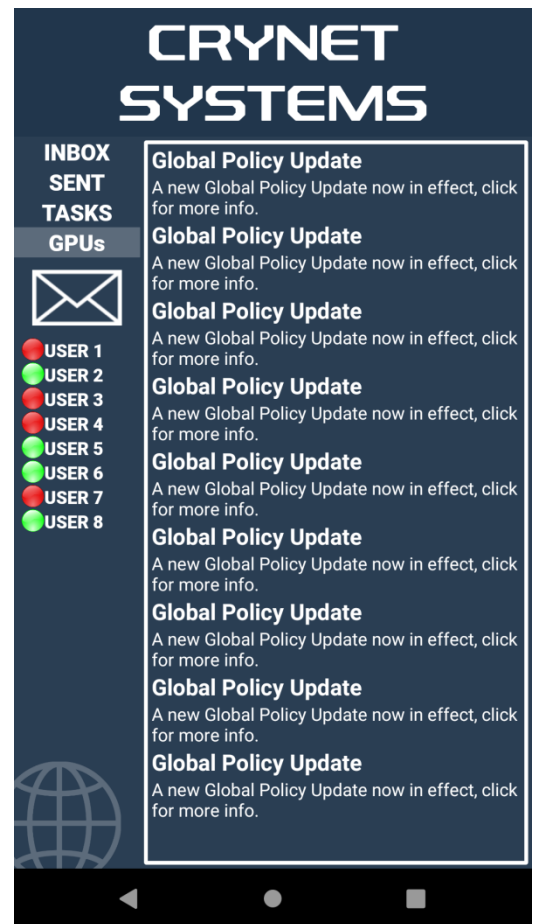 CRYNET
SYSTEMS
INBOX
SENT
TASKS
GPUs
USER 1
USER 2
USER 3
USER 4
USER 5
USER 6
USER 7
USER 8
Global Policy Update
A new Global Policy Update now in effect, click
for more info.
Global Policy Update
A new Global Policy Update now in effect, click
for more info.
Global Policy Update
A new Global Policy Update now in effect, click
for more info.
Global Policy Update
A new Global Policy Update now in effect, click
for more info.
Global Policy Update
A new Global Policy Update now in effect, click
for more info.
Global Policy Update
A new Global Policy Update now in effect, click
for more info.
Global Policy Update
A new Global Policy Update now in effect, click
for more info.
Global Policy Update
A new Global Policy Update now in effect, click
for more info.
Global Policy Update
A new Global Policy Update now in effect, click
for more info.